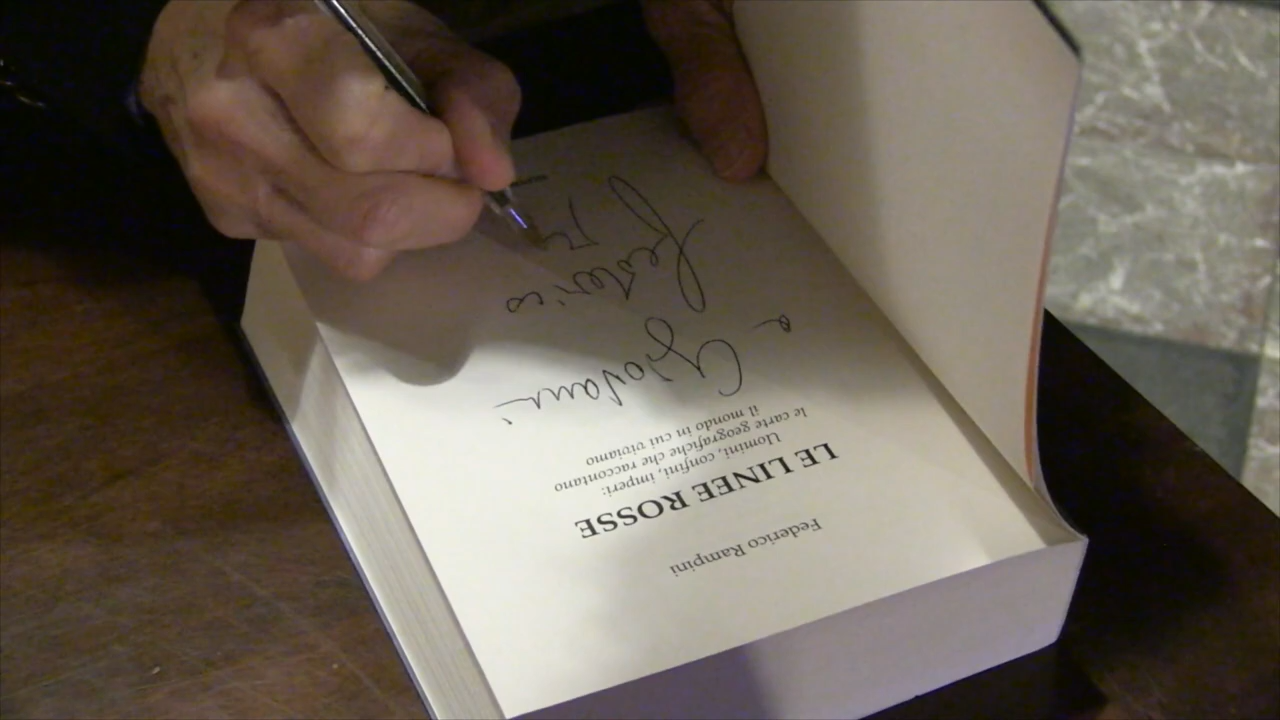 Federico Rampini
LE LINEE ROSSE
Uomini, confini, imperi:
le carte geografiche che raccontano
il mondo in cui viviamo
a Giovanni
Federico